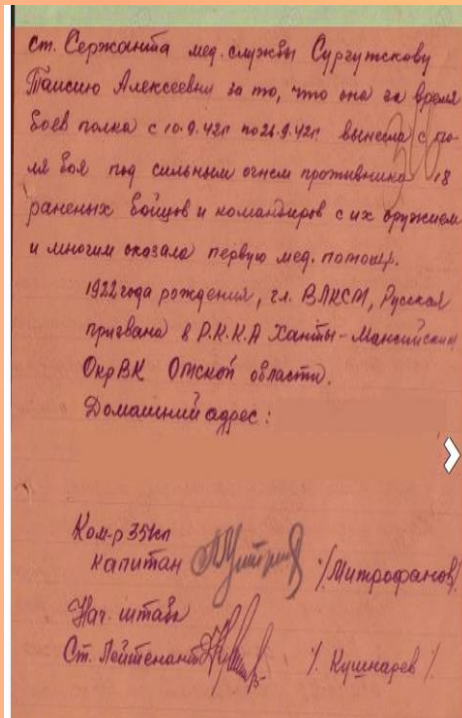 ст. Сержанта мед. службы Сургутскову
Таисию Алексеевну за то, что она за время
боев полка с 10.9.42г по 26.9.42г. вынесла с по-
ля боя под сильным огнем противника 18
раненых бойцов и командиров с их оружием
и многим оказала первую мед. помощь.
1922 года рождения, чл. ВЛКСМ, Русская
призвана в Р.К.К.А Ханты-Мансийским
ОкрВК Омской области.
Домашний адрес:
Ком-р 35
капитан /Митрофанов/
Нач. штаба
Ст. Лейтенант /. Кушнарев /.